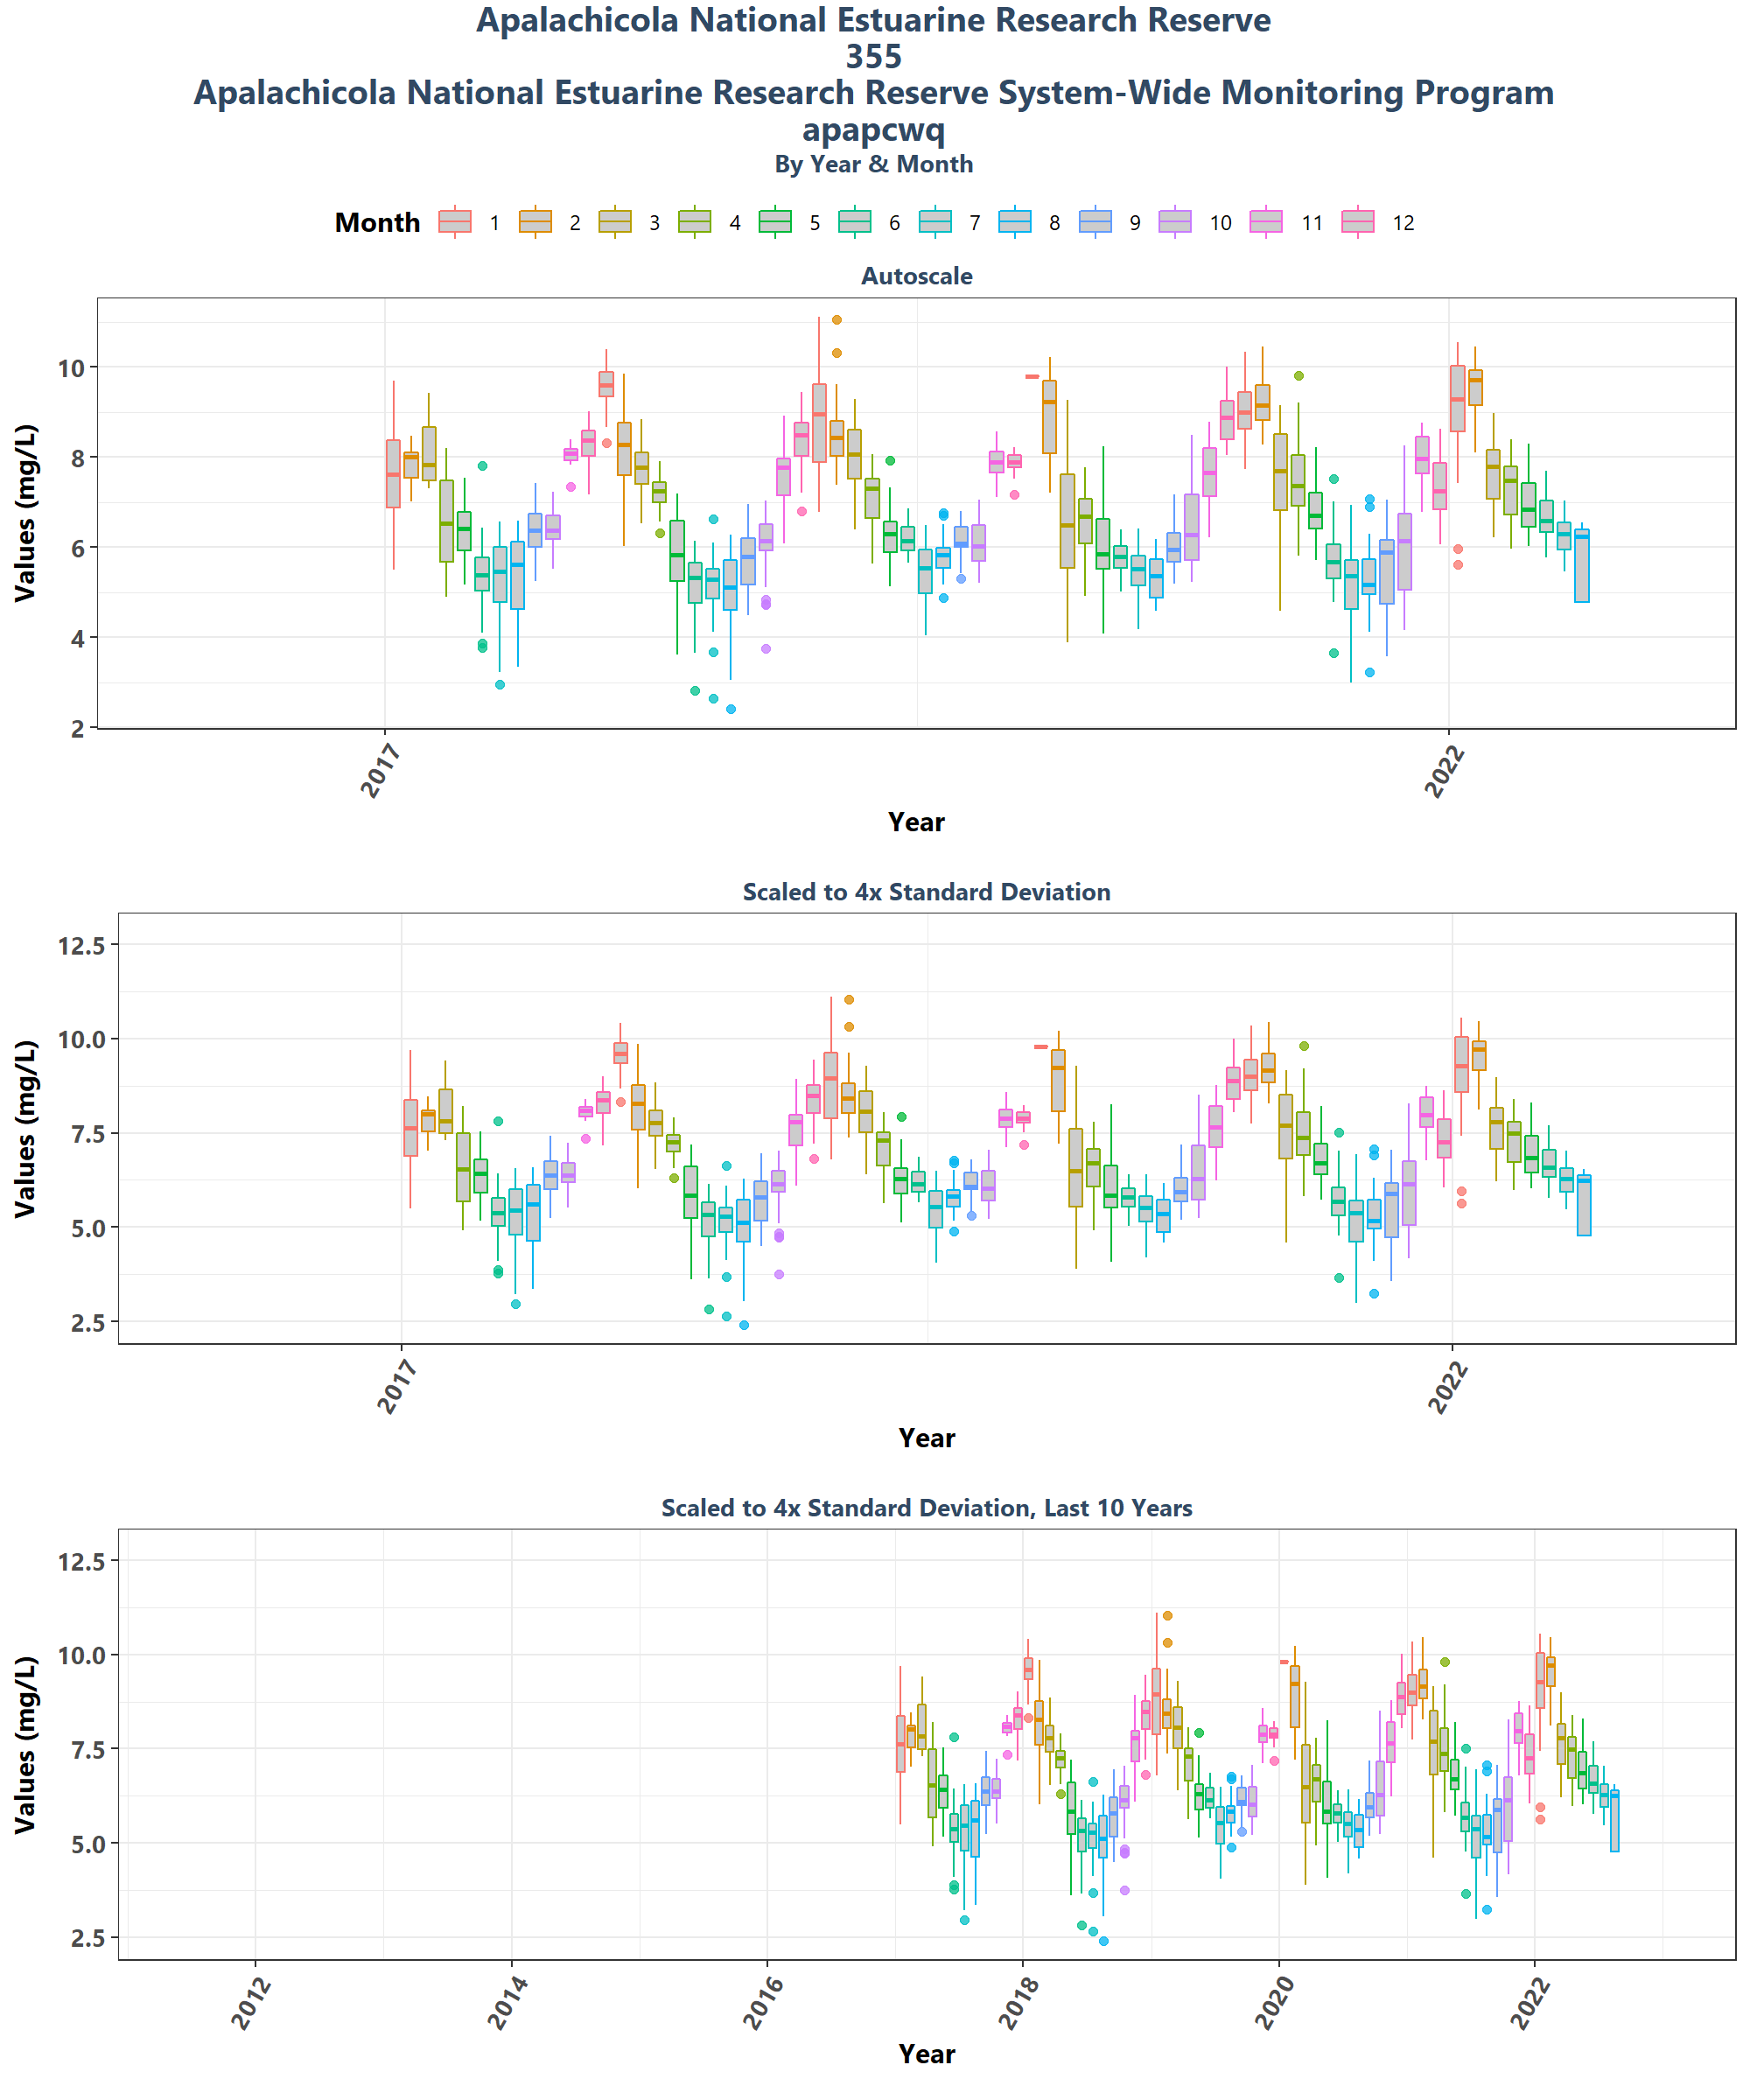 Apalachicola National Estuarine Research Reserve
355
Apalachicola National Estuarine Research Reserve System-Wide Monitoring Program
apapcwq
By Year & Month
Month 1 2 3 4 5 6 7 8 9 10 11 12
Autoscale
Values (mg/L)
10
8
6
4
2
2017 2022
Year
Scaled to 4x Standard Deviation
Values (mg/L)
12.5
10.0
7.5
5.0
2.5
2017 2022
Year
Scaled to 4x Standard Deviation, Last 10 Years
Values (mg/L)
12.5
10.0
7.5
5.0
2.5
2012 2014 2016 2018 2020 2022
Year